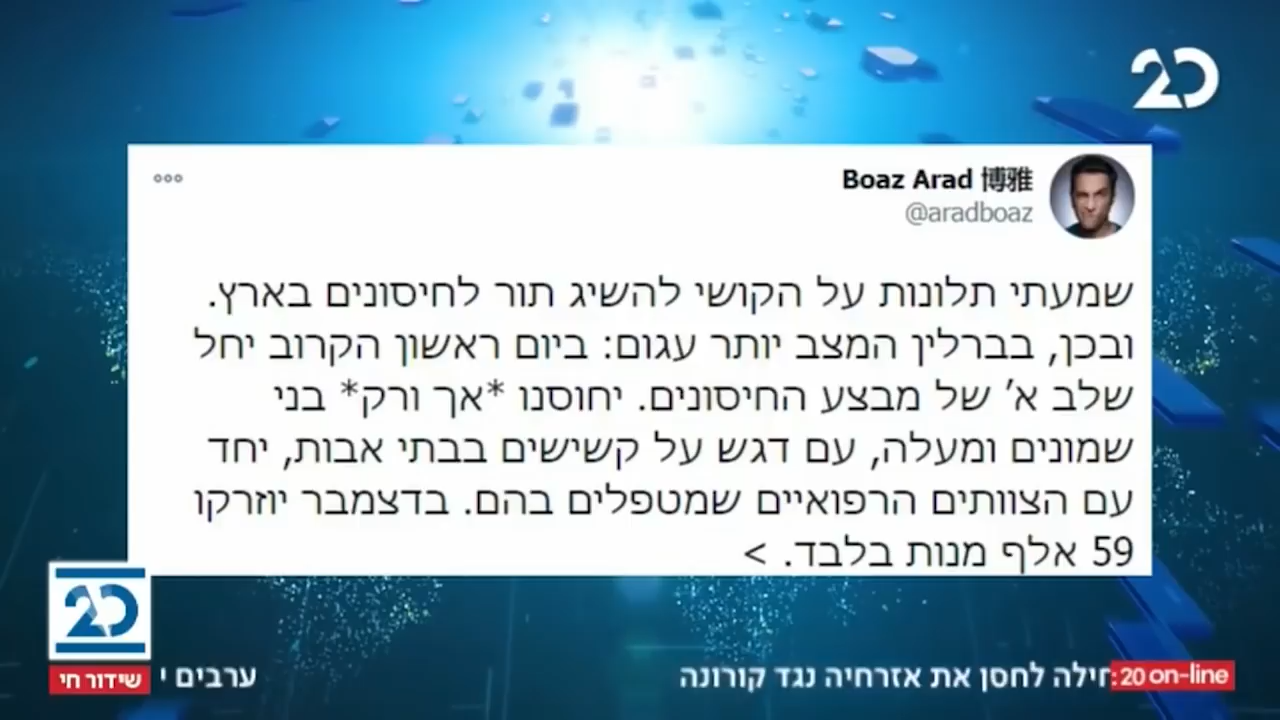 20
Boaz Arad 博雅
@aradboaz
שמעתי תלונות על הקושי להשיג תור לחיסונים בארץ.
ובכן, בברלין המצב יותר עגום: ביום ראשון הקרוב יחל
שלב א' של מבצע החיסונים. יחוסנו *אך ורק* בני
שמונים ומעלה, עם דגש על קשישים בבתי אבות, יחד
עם הצוותים הרפואיים שמטפלים בהם. בדצמבר יוזרקו
59 אלף מנות בלבד. >
20
שידור חי
20 on-line: חילה לחסן את אזרחיה נגד קורונה ערבים י